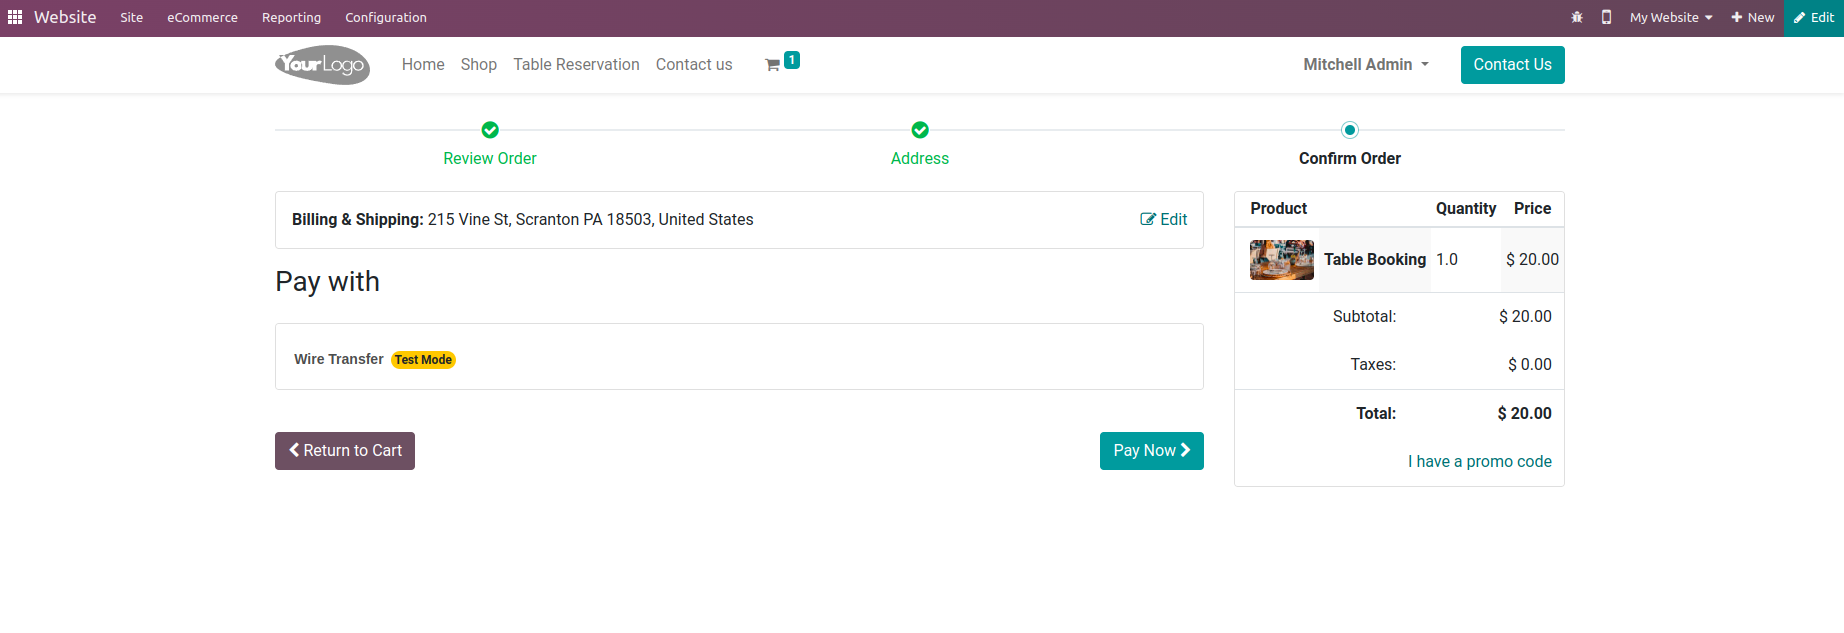 Website Site eCommerce Reporting Configuration My Website New Edit
YourLogo Home Shop Table Reservation Contact us 1 Mitchell Admin Contact Us
Review Order Address Confirm Order
Billing & Shipping: 215 Vine St, Scranton PA 18503, United States Edit
Pay with
Wire Transfer Test Mode
Return to Cart Pay Now
Product Quantity Price
Table Booking 1.0 $ 20.00
Subtotal: $ 20.00
Taxes: $ 0.00
Total: $ 20.00
I have a promo code